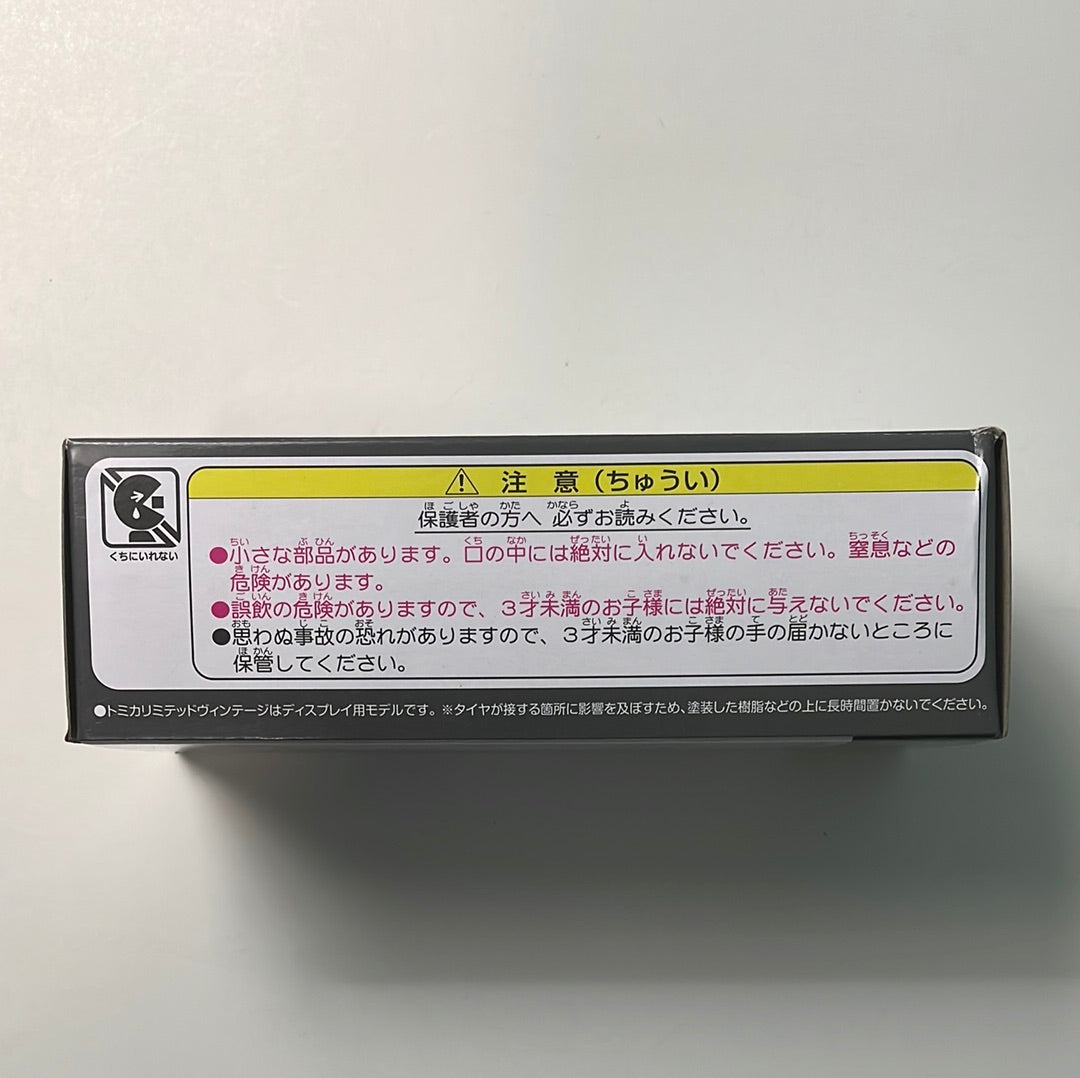 くちにいれない
注 意（ちゅうい）
保護者の方へ 必ずお読みください。
●小さな部品があります。口の中には絶対に入れないでください。窒息などの
危険があります。
●誤飲の危険がありますので、３才未満のお子様には絶対に与えないでください。
●思わぬ事故の恐れがありますので、３才未満のお子様の手の届かないところに
保管してください。
●トミカリミテッドヴィンテージはディスプレイ用モデルです。※タイヤが接する箇所に影響を及ぼすため、塗装した樹脂などの上に長時間置かないでください。